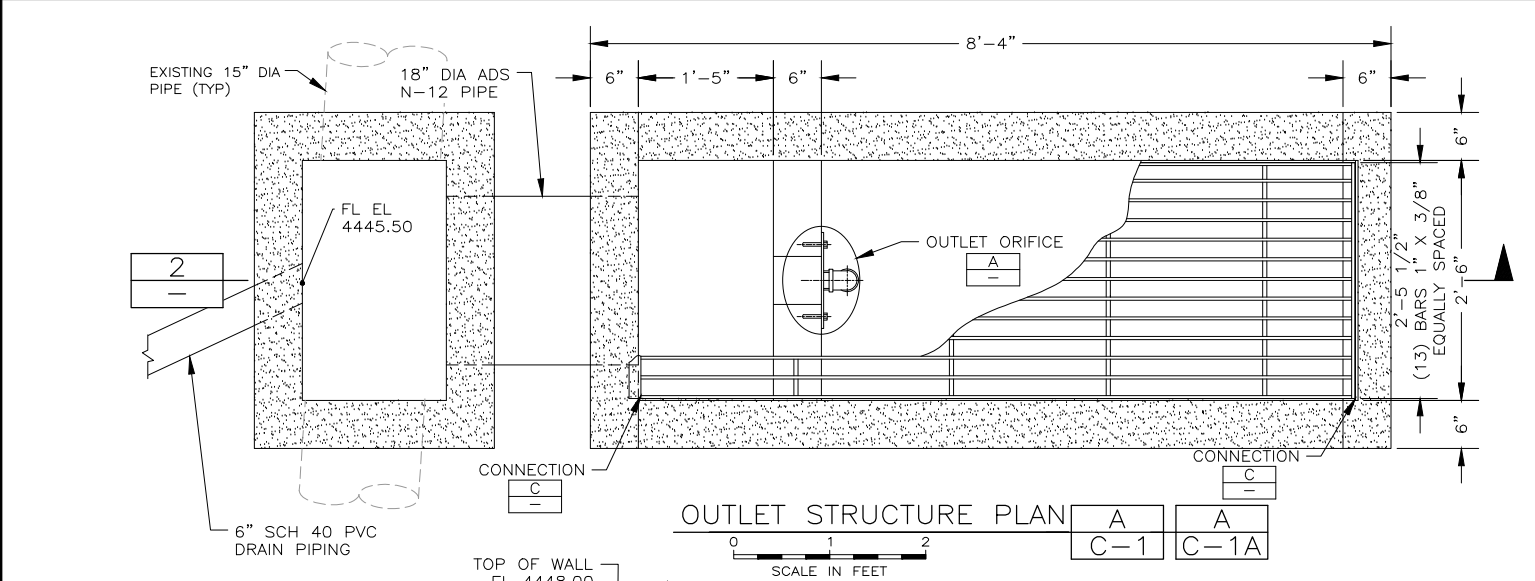 8'-4"
6"
1'-5"
6"
6"
EXISTING 15" DIA
PIPE (TYP)
18" DIA ADS
N-12 PIPE
6"
FL EL
4445.50
2
–
OUTLET ORIFICE
A
–
2'-5 1/2"
(13) BARS 1" X 3/8"
EQUALLY SPACED
2'-6"
6"
CONNECTION
C
–
CONNECTION
C
–
6" SCH 40 PVC
DRAIN PIPING
OUTLET STRUCTURE PLAN
A
C-1
A
C-1A
0 1 2
SCALE IN FEET
TOP OF WALL
EL 4448.00